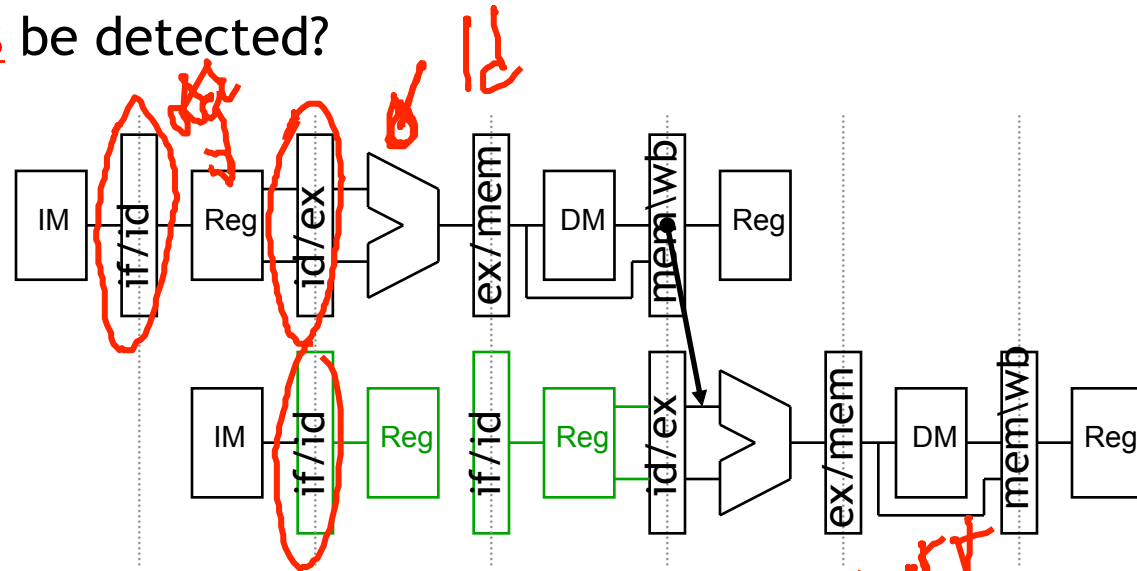 be detected?
ld
IM if/id Reg id/ex ex/mem DM mem\wb Reg
IM if/id Reg if/id Reg id/ex ex/mem DM mem\wb Reg